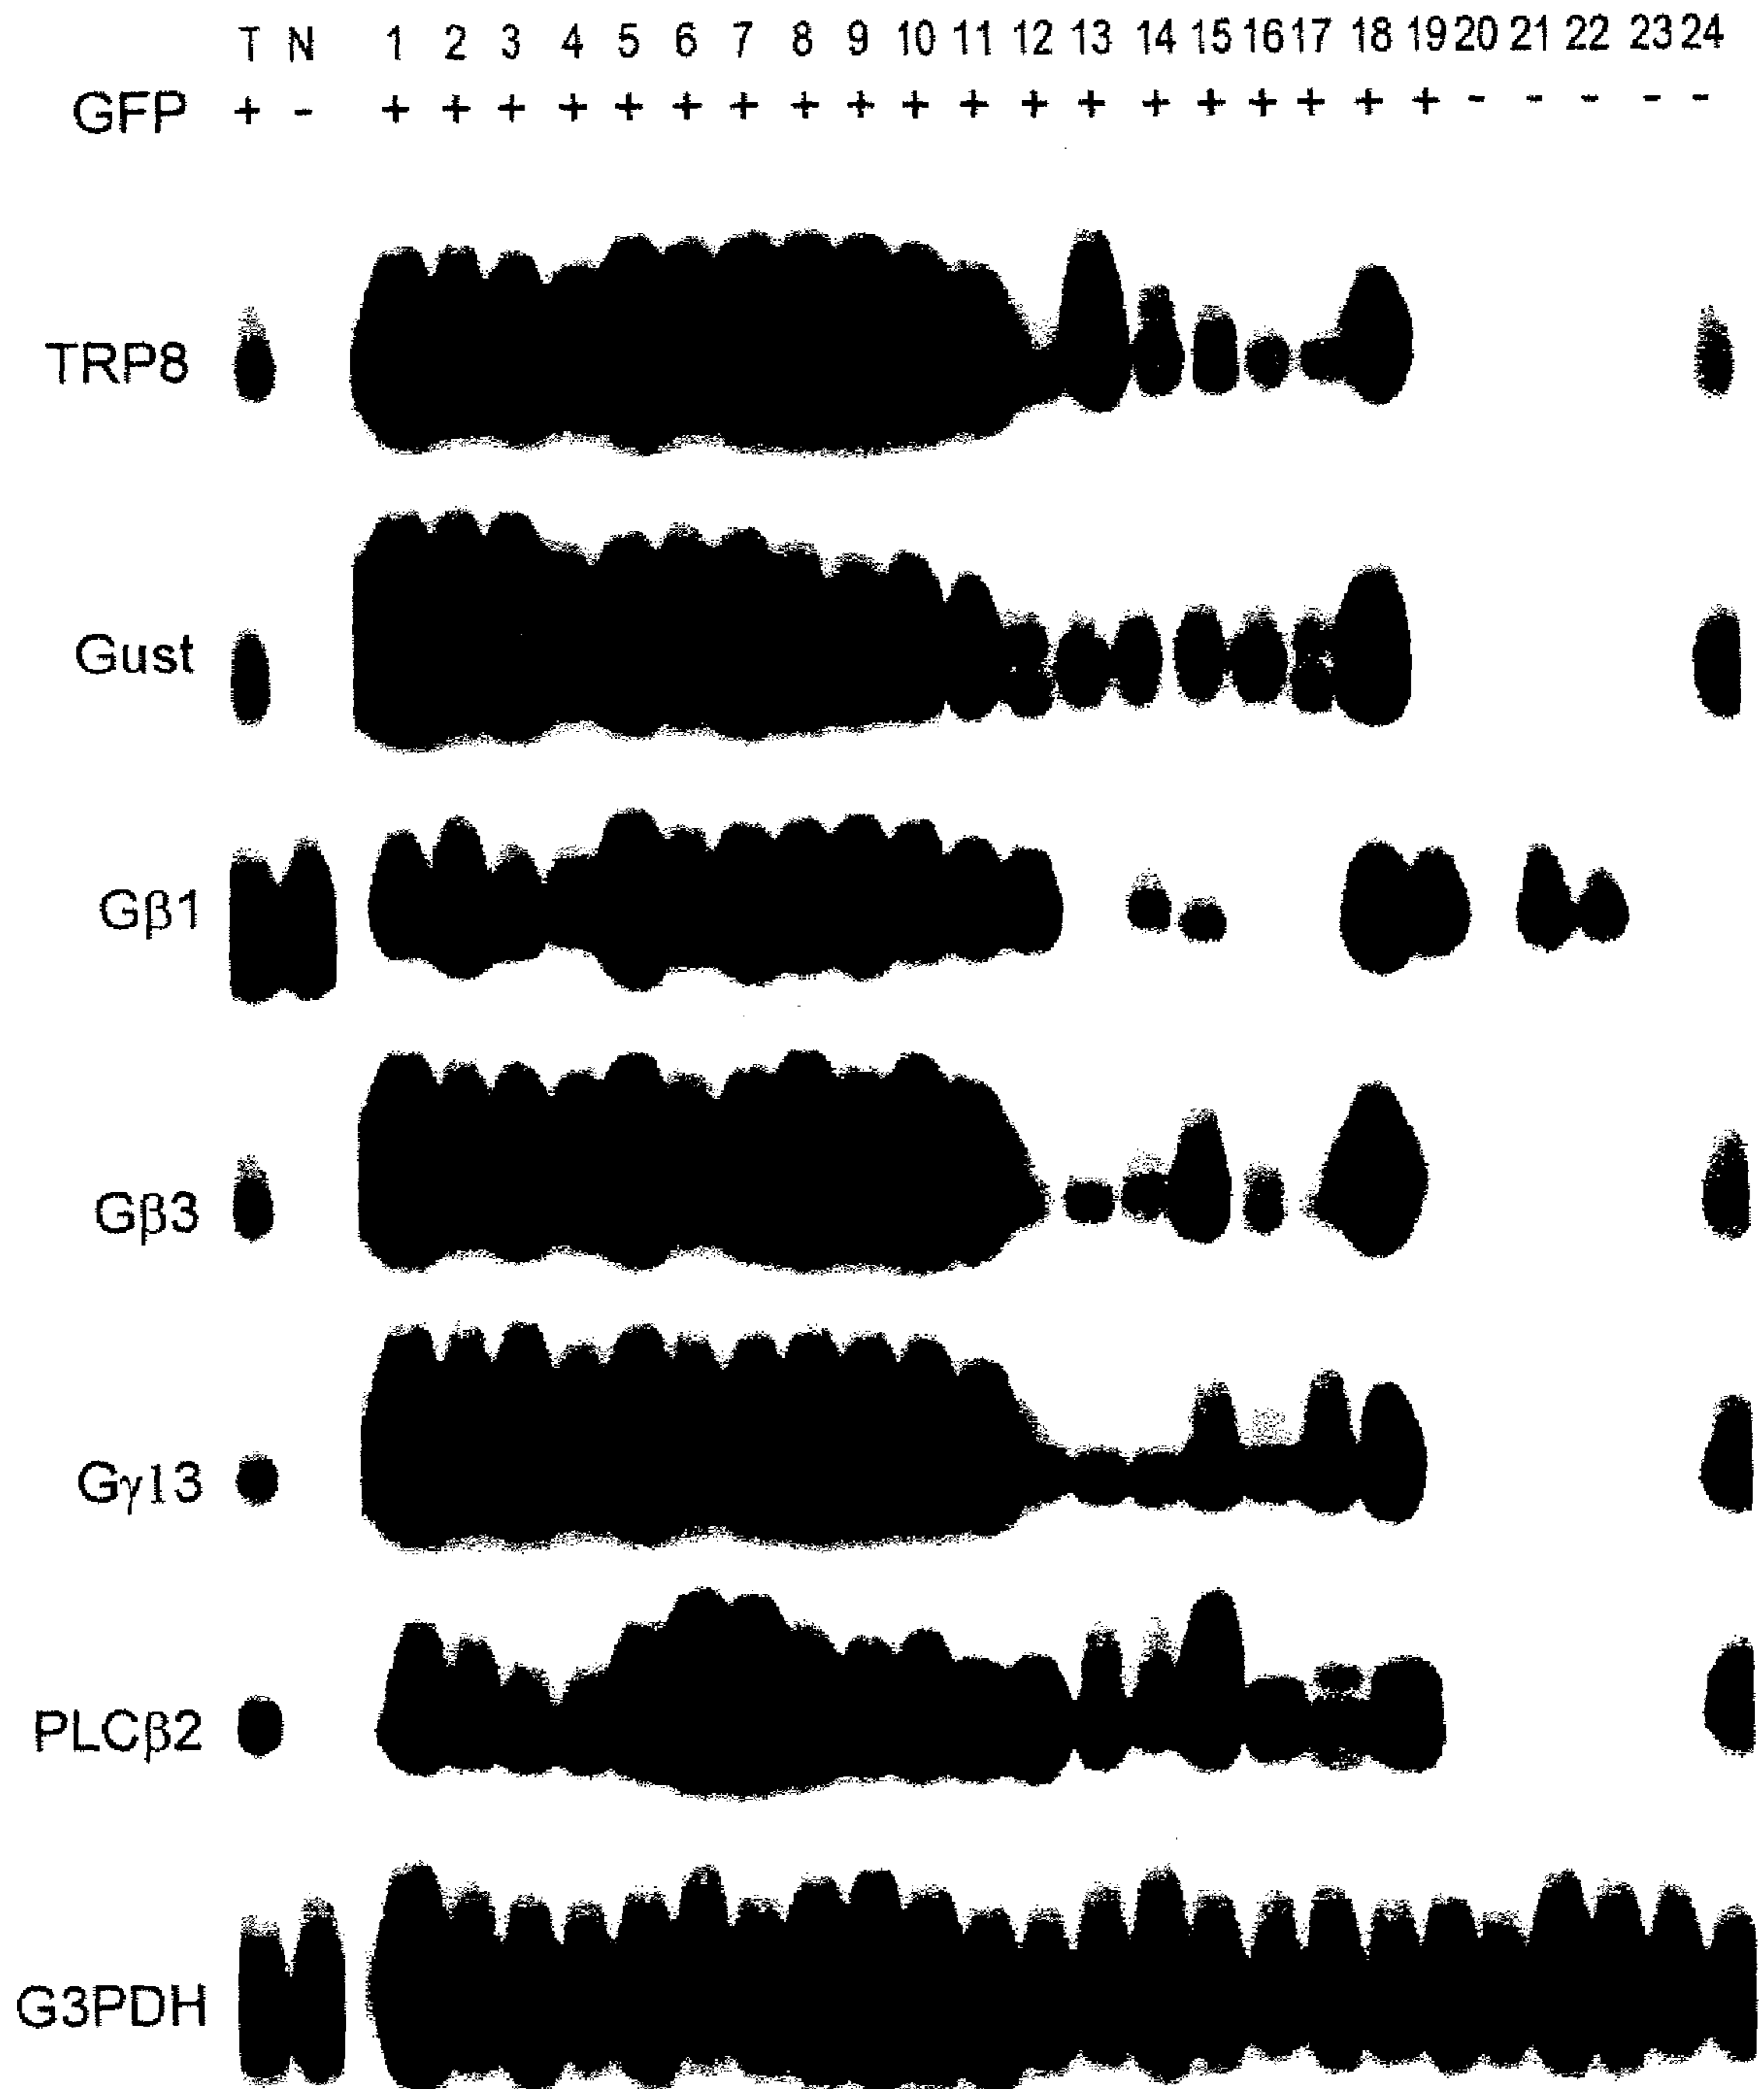 T N 1 2 3 4 5 6 7 8 9 10 11 12 13 14 15 16 17 18 19 20 21 22 23 24
GFP + - + + + + + + + + + + + + + + + + + + + - - - - -
TRP8
Gust
Gβ1
Gβ3
Gγ13
PLCβ2
G3PDH